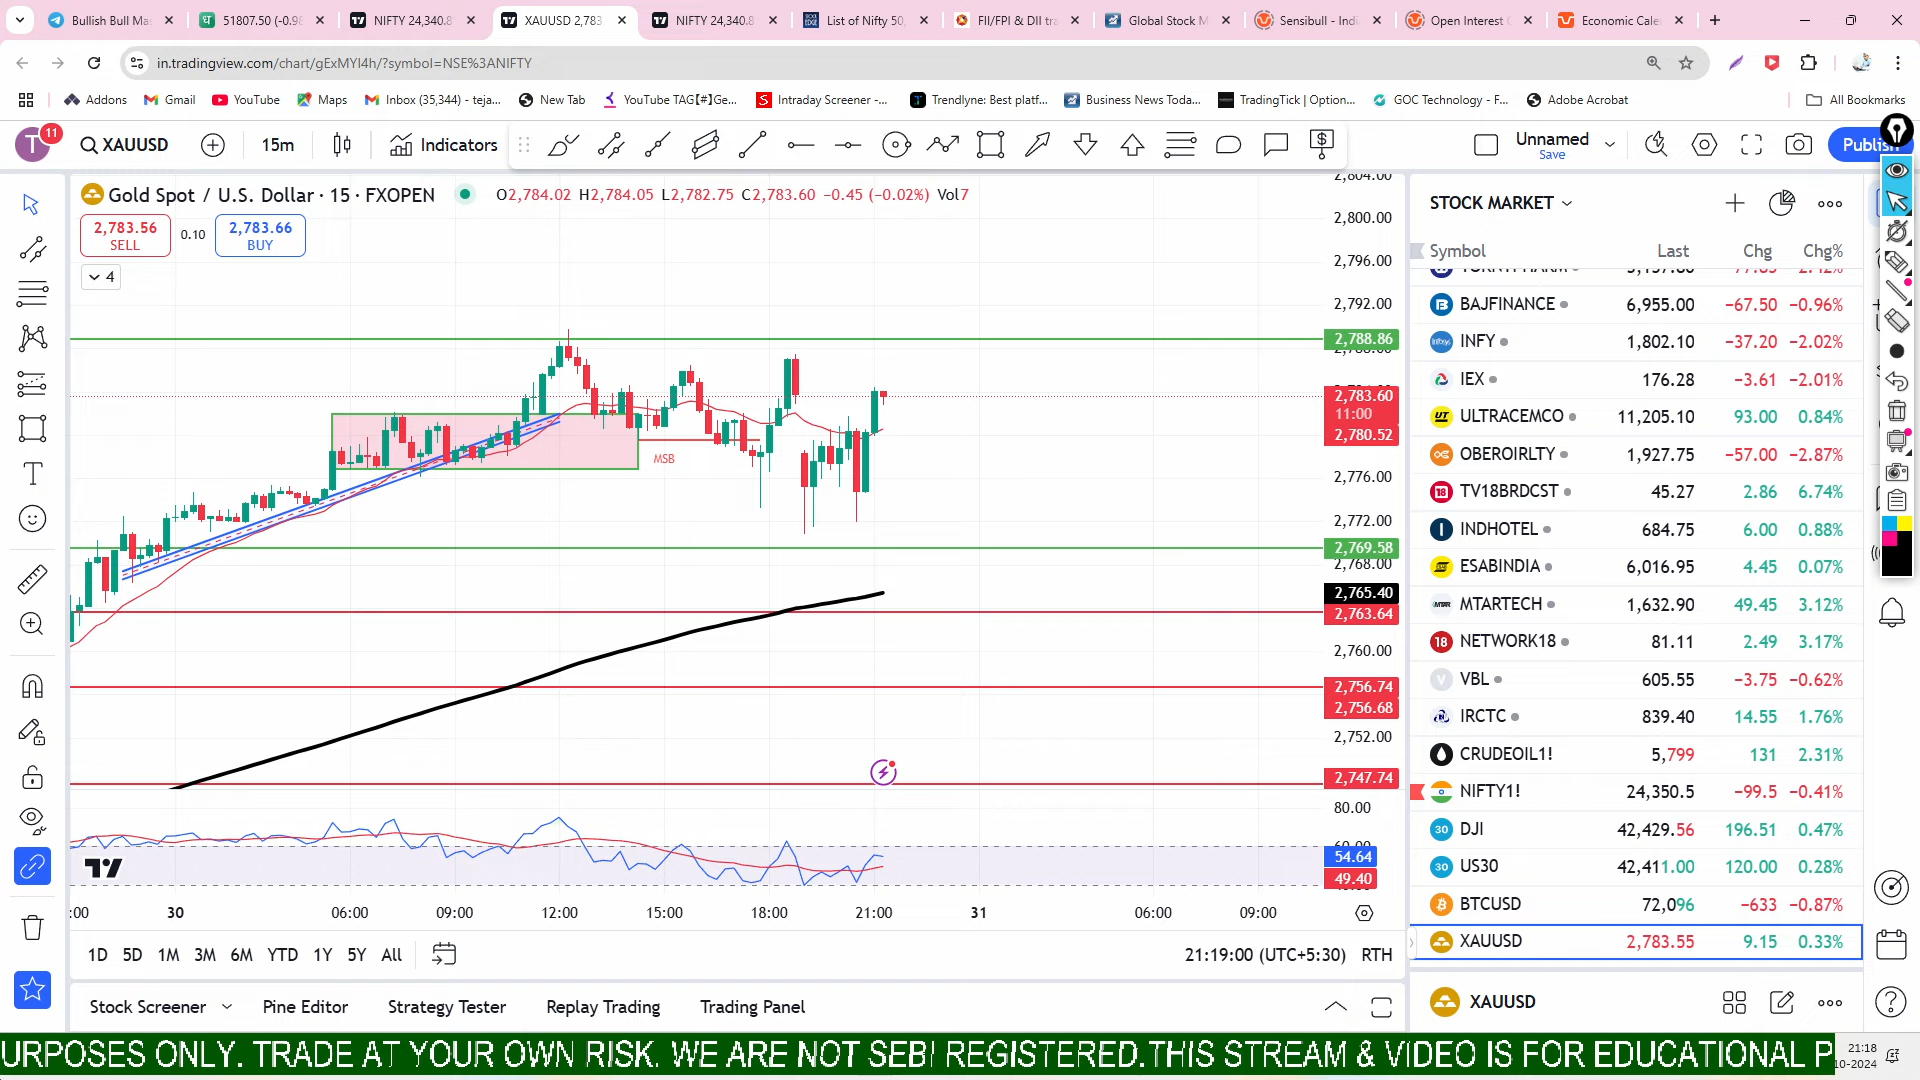 Bullish Bull Ma
51807.50 (-0.98
NIFTY 24,340.8
XAUUSD 2,783
NIFTY 24,340.8
List of Nifty 50,
FII/FPI & DII tra
Global Stock M
Sensibull - Indi
Open Interest C
Economic Cale
in.tradingview.com/chart/gExMYl4h/?symbol=NSE%3ANIFTY
Addons
Gmail
YouTube
Maps
Inbox (35,344) - teja...
New Tab
YouTube TAG【#】Ge...
Intraday Screener -...
Trendlyne: Best platf...
Business News Toda...
TradingTick | Option...
GOC Technology - F...
Adobe Acrobat
All Bookmarks
T
11
XAUUSD
15m
Indicators
Unnamed
Save
Publish
Gold Spot / U.S. Dollar · 15 · FXOPEN
O2,784.02 H2,784.05 L2,782.75 C2,783.60 −0.45 (−0.02%) Vol7
2,783.56
SELL
0.10
2,783.66
BUY
4
MSB
2,804.00
2,800.00
2,796.00
2,792.00
2,788.86
2,783.60
11:00
2,780.52
2,776.00
2,772.00
2,769.58
2,768.00
2,765.40
2,763.64
2,760.00
2,756.74
2,756.68
2,752.00
2,747.74
80.00
54.64
49.40
:00
30
06:00
09:00
12:00
15:00
18:00
21:00
31
06:00
09:00
1D 5D 1M 3M 6M YTD 1Y 5Y All
21:19:00 (UTC+5:30) RTH
Stock Screener
Pine Editor
Strategy Tester
Replay Trading
Trading Panel
STOCK MARKET
Symbol Last Chg Chg%
BAJFINANCE 6,955.00 −67.50 −0.96%
INFY 1,802.10 −37.20 −2.02%
IEX 176.28 −3.61 −2.01%
ULTRACEMCO 11,205.10 93.00 0.84%
OBEROIRLTY 1,927.75 −57.00 −2.87%
TV18BRDCST 45.27 2.86 6.74%
INDHOTEL 684.75 6.00 0.88%
ESABINDIA 6,016.95 4.45 0.07%
MTARTECH 1,632.90 49.45 3.12%
NETWORK18 81.11 2.49 3.17%
VBL 605.55 −3.75 −0.62%
IRCTC 839.40 14.55 1.76%
CRUDEOIL1! 5,799 131 2.31%
NIFTY1! 24,350.5 −99.5 −0.41%
DJI 42,429.56 196.51 0.47%
US30 42,411.00 120.00 0.28%
BTCUSD 72,096 −633 −0.87%
XAUUSD 2,783.55 9.15 0.33%
XAUUSD
URPOSES ONLY. TRADE AT YOUR OWN RISK. WE ARE NOT SEBI REGISTERED.THIS STREAM & VIDEO IS FOR EDUCATIONAL P
21:18
10-2024